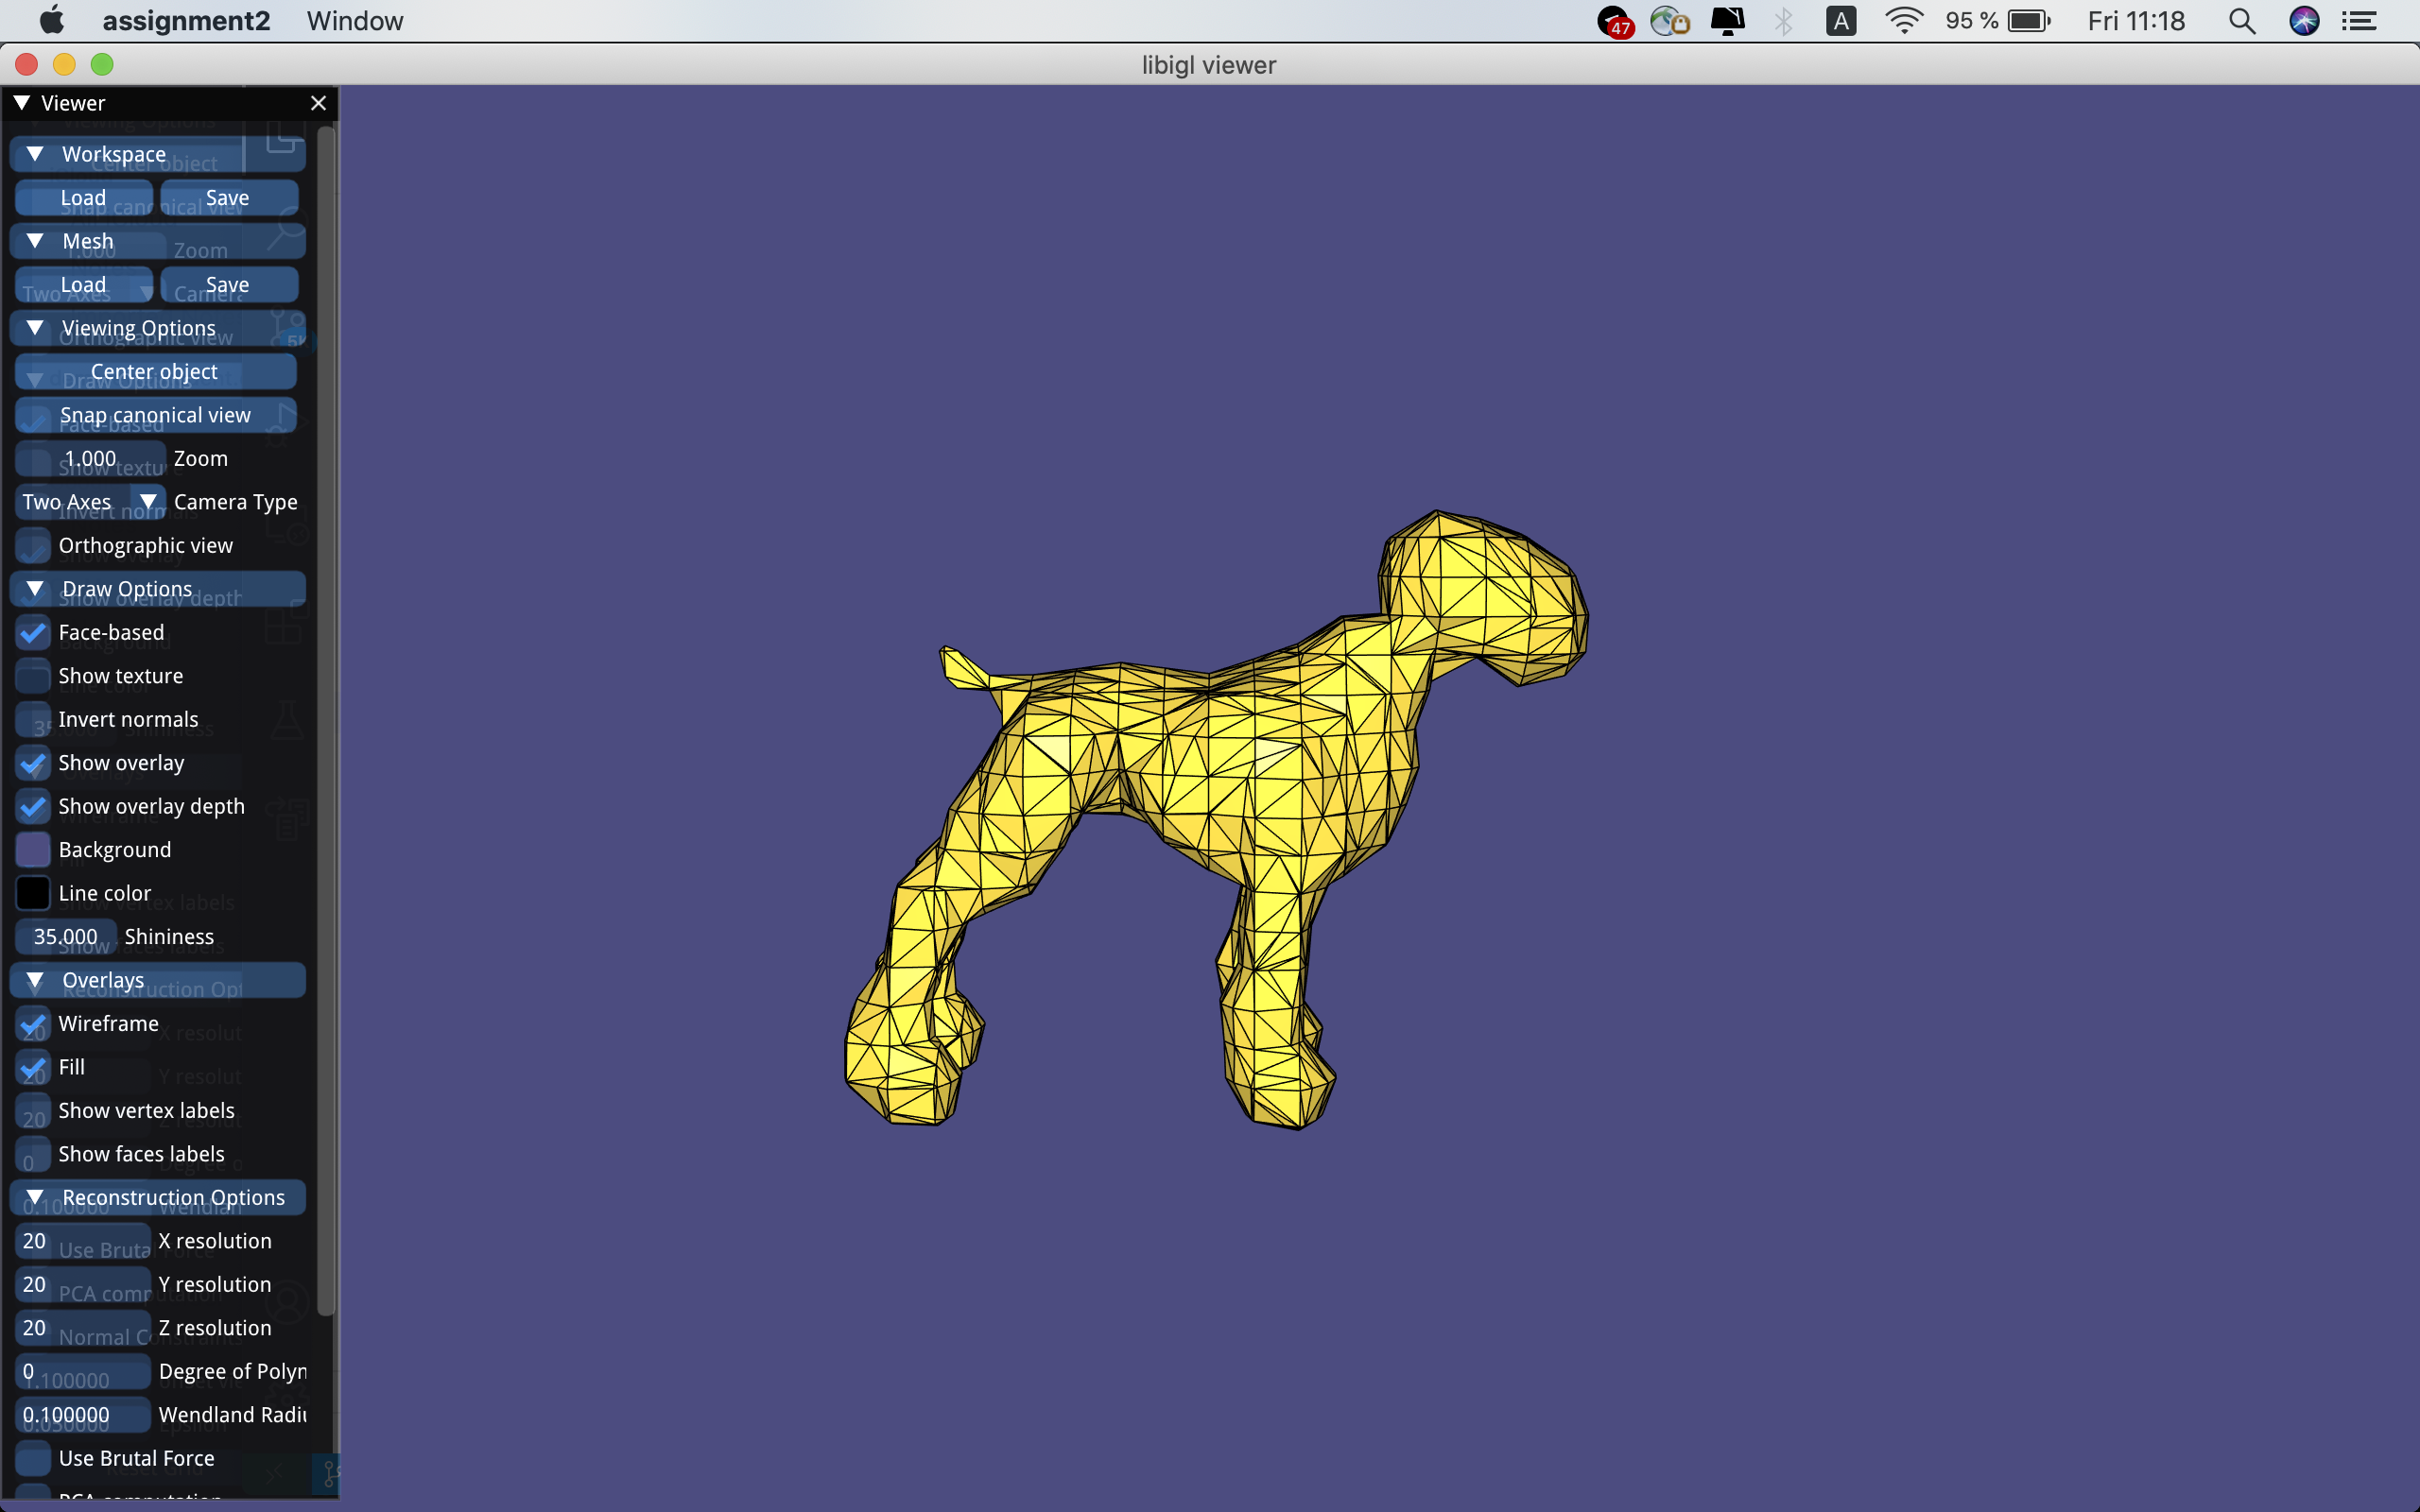 assignment2 Window 47 A 95 % Fri 11:18
libigl viewer
Viewer
Workspace
Load Save
Mesh
Load Save
Viewing Options
Center object
Snap canonical view
1.000 Zoom
Two Axes Camera Type
Orthographic view
Draw Options
Face-based
Show texture
Invert normals
Show overlay
Show overlay depth
Background
Line color
35.000 Shininess
Overlays
Wireframe
Fill
Show vertex labels
Show faces labels
Reconstruction Options
20 X resolution
20 Y resolution
20 Z resolution
0 Degree of Polyn
0.100000 Wendland Radiu
Use Brutal Force
PCA computation